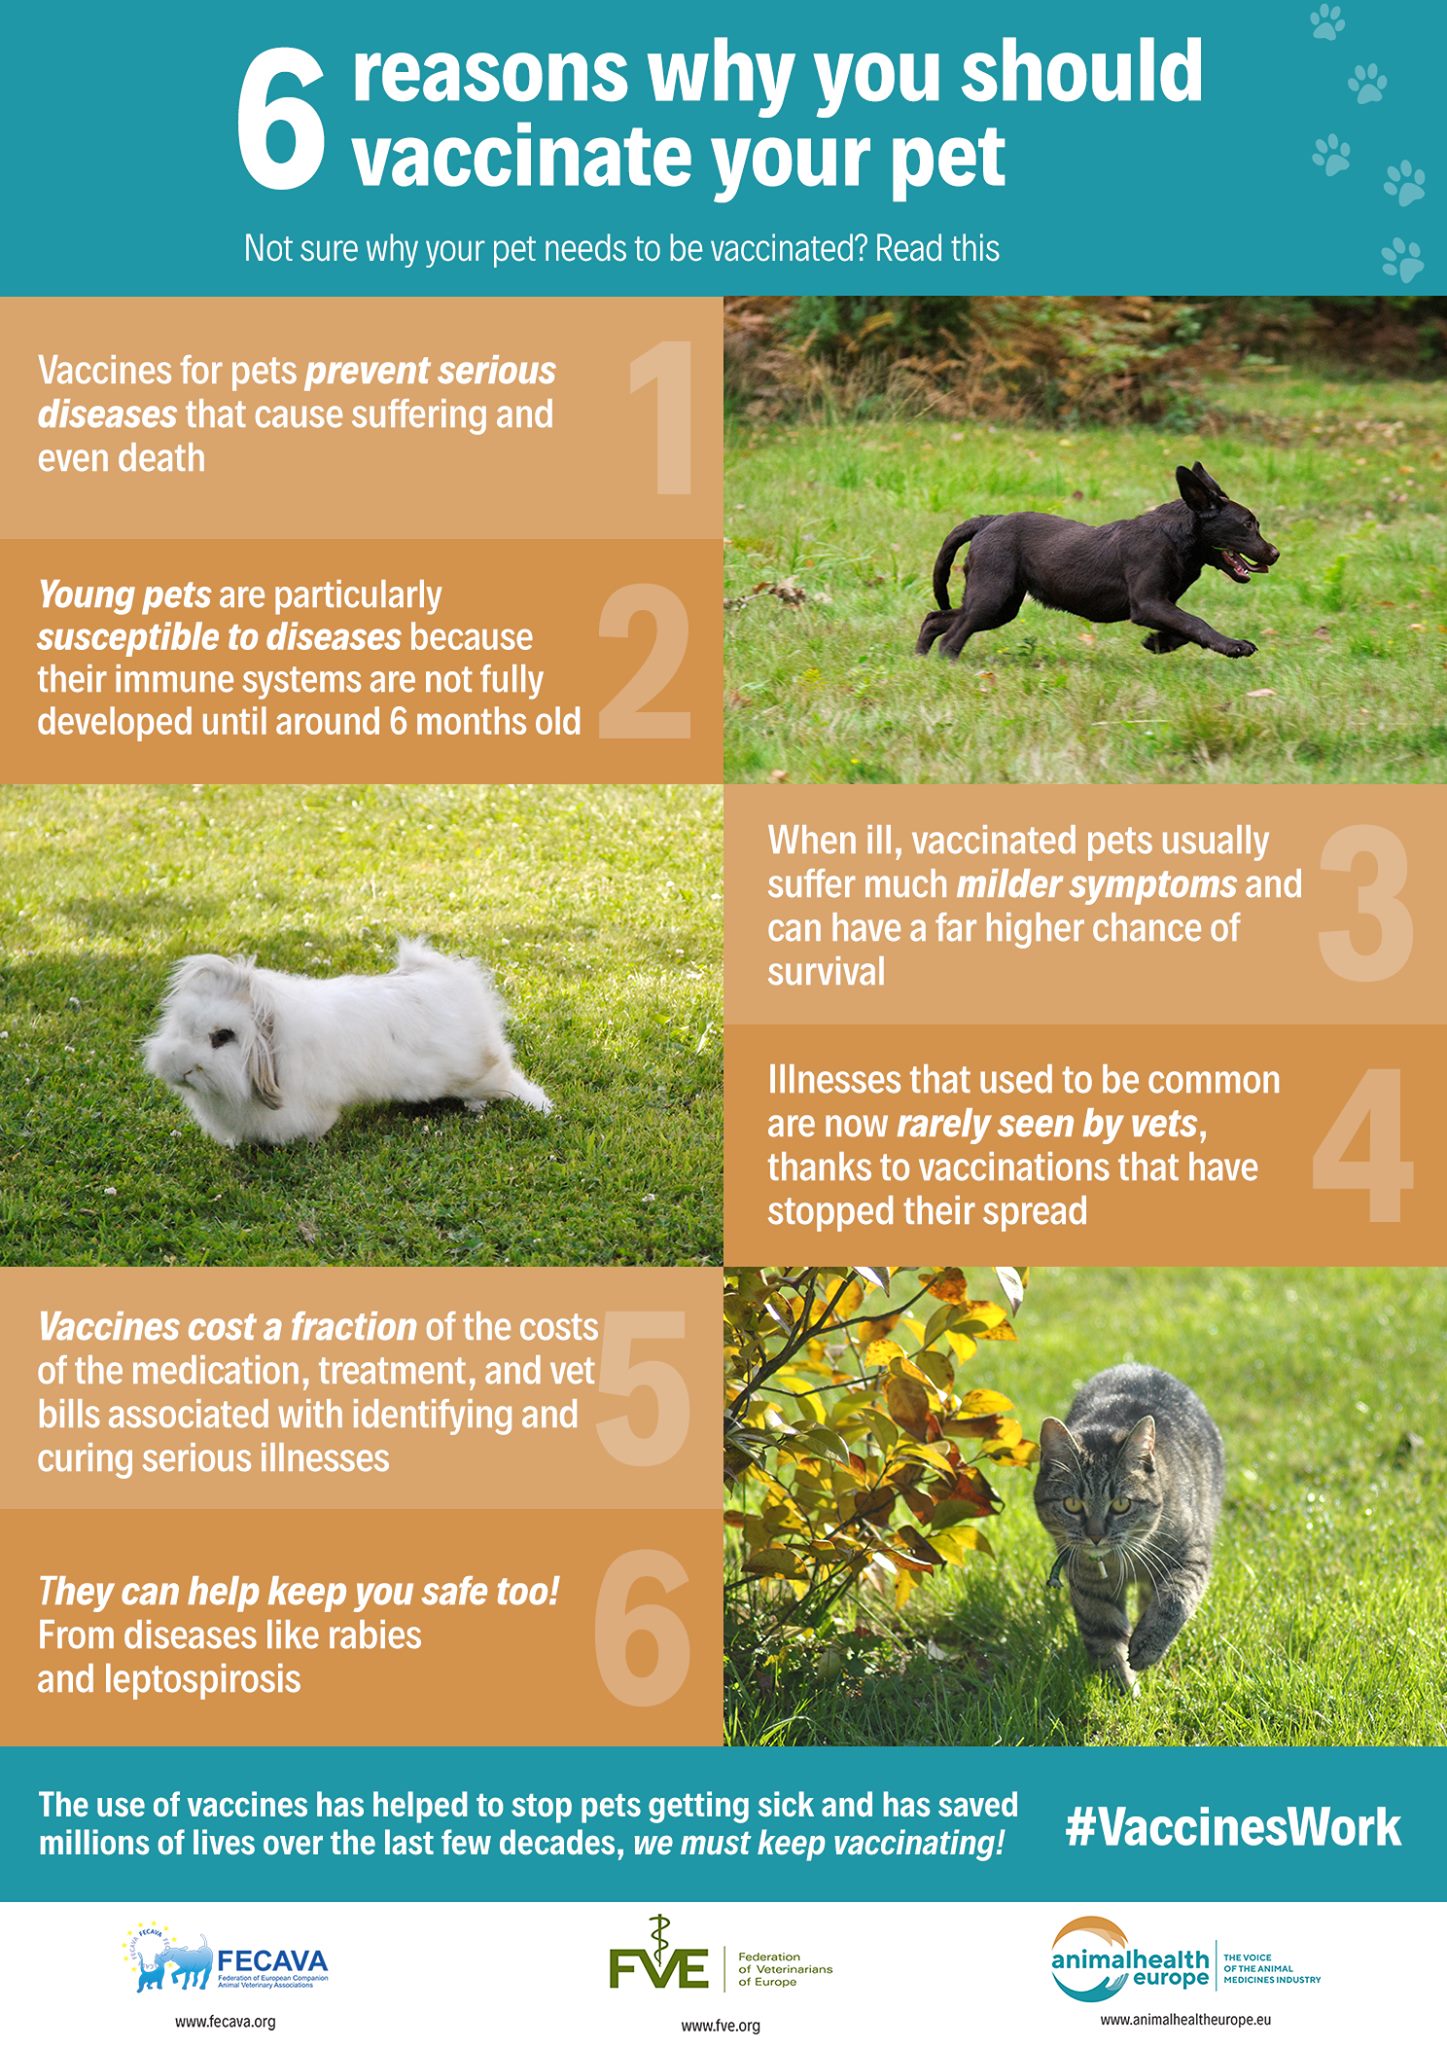 6 reasons why you should
vaccinate your pet
Not sure why your pet needs to be vaccinated? Read this
1
Vaccines for pets prevent serious
diseases that cause suffering and
even death
2
Young pets are particularly
susceptible to diseases because
their immune systems are not fully
developed until around 6 months old
3
When ill, vaccinated pets usually
suffer much milder symptoms and
can have a far higher chance of
survival
4
Illnesses that used to be common
are now rarely seen by vets,
thanks to vaccinations that have
stopped their spread
5
Vaccines cost a fraction of the costs
of the medication, treatment, and vet
bills associated with identifying and
curing serious illnesses
6
They can help keep you safe too!
From diseases like rabies
and leptospirosis
The use of vaccines has helped to stop pets getting sick and has saved
millions of lives over the last few decades, we must keep vaccinating!
#VaccinesWork
FECAVA
FECAVA
Federation of European Companion
Animal Veterinary Associations
www.fecava.org
FVE
Federation
of Veterinarians
of Europe
www.fve.org
animalhealth
europe
THE VOICE
OF THE ANIMAL
MEDICINES INDUSTRY
www.animalhealtheurope.eu